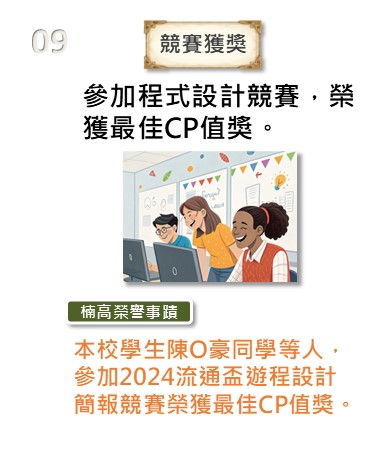 09
競賽獲獎
參加程式設計競賽，榮
獲最佳CP值獎。
楠高榮譽事蹟
本校學生陳O豪同學等人，
參加2024流通盃遊程設計
簡報競賽榮獲最佳CP值獎。